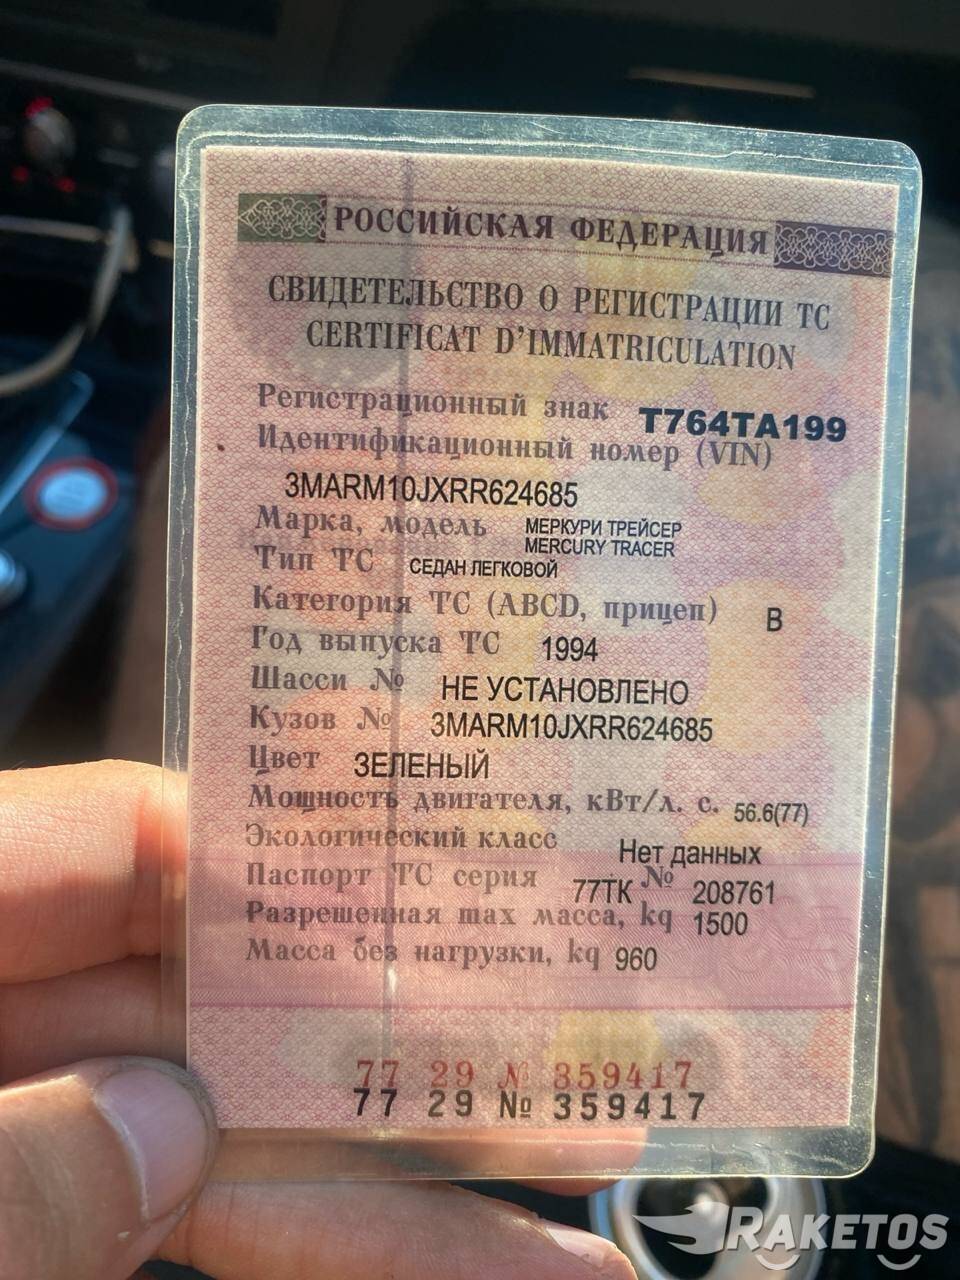 РОССИЙСКАЯ ФЕДЕРАЦИЯ
СВИДЕТЕЛЬСТВО О РЕГИСТРАЦИИ ТС
CERTIFICAT D'IMMATRICULATION
Регистрационный знак Т764ТА199
Идентификационный номер (VIN)
3MARM10JXRR624685
Марка, модель МЕРКУРИ ТРЕЙСЕР
MERCURY TRACER
Тип ТС СЕДАН ЛЕГКОВОЙ
Категория ТС (ABCD, прицеп) B
Год выпуска ТС 1994
Шасси № НЕ УСТАНОВЛЕНО
Кузов № 3MARM10JXRR624685
Цвет ЗЕЛЕНЫЙ
Мощность двигателя, кВт/л. с. 56.6(77)
Экологический класс Нет данных
Паспорт ТС серия 77ТК № 208761
Разрешенная max масса, kg 1500
Масса без нагрузки, kg 960
77 29 № 359417
77 29 № 359417
RAKETOS